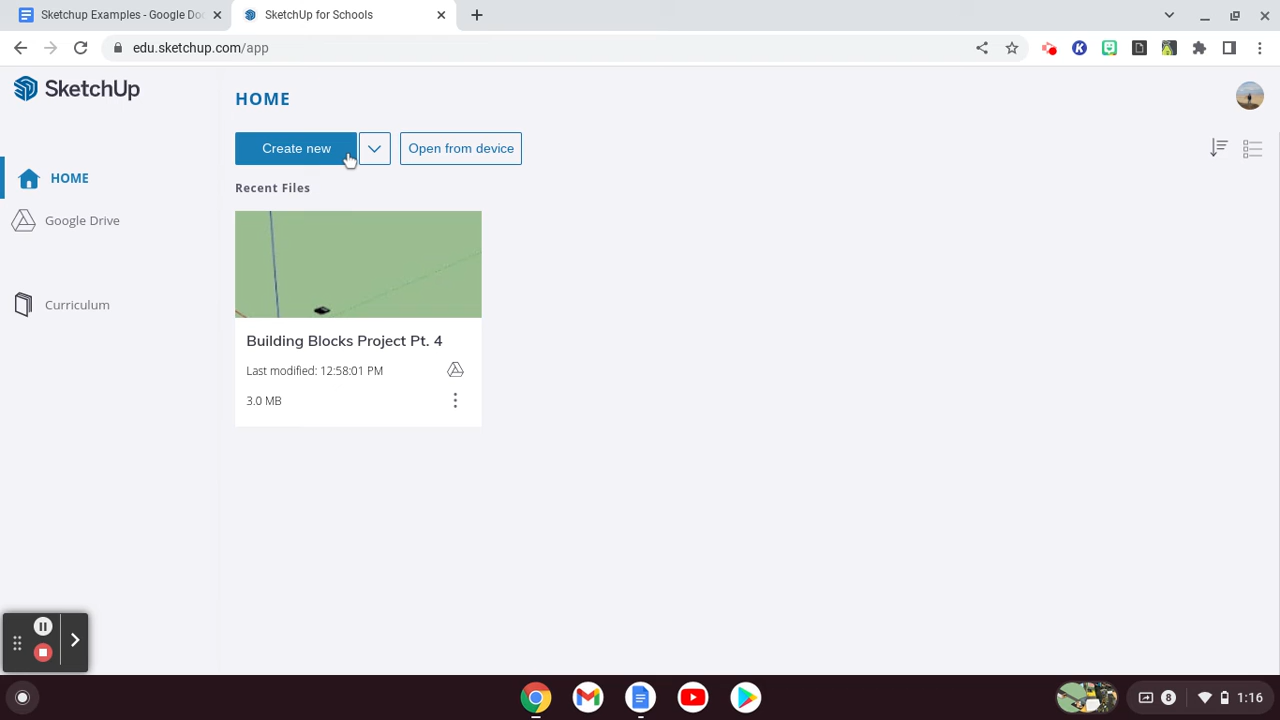 Sketchup Examples - Google Doc
SketchUp for Schools
edu.sketchup.com/app
K
SketchUp
HOME
Create new
Open from device
HOME
Recent Files
Google Drive
Curriculum
Building Blocks Project Pt. 4
Last modified: 12:58:01 PM
3.0 MB
8
1:16